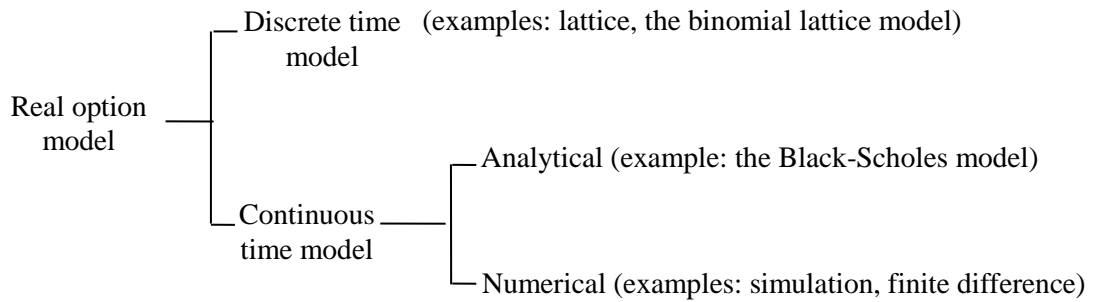 Discrete time (examples: lattice, the binomial lattice model)
model
Real option
model
Analytical (example: the Black-Scholes model)
Continuous
time model
Numerical (examples: simulation, finite difference)